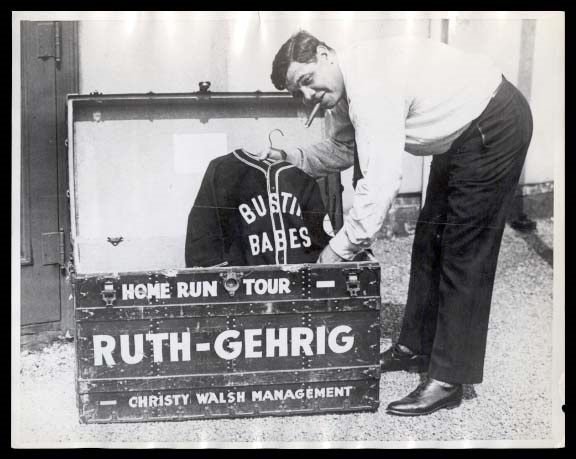 BUSTIN
BABES
HOME RUN TOUR
RUTH-GEHRIG
CHRISTY WALSH MANAGEMENT